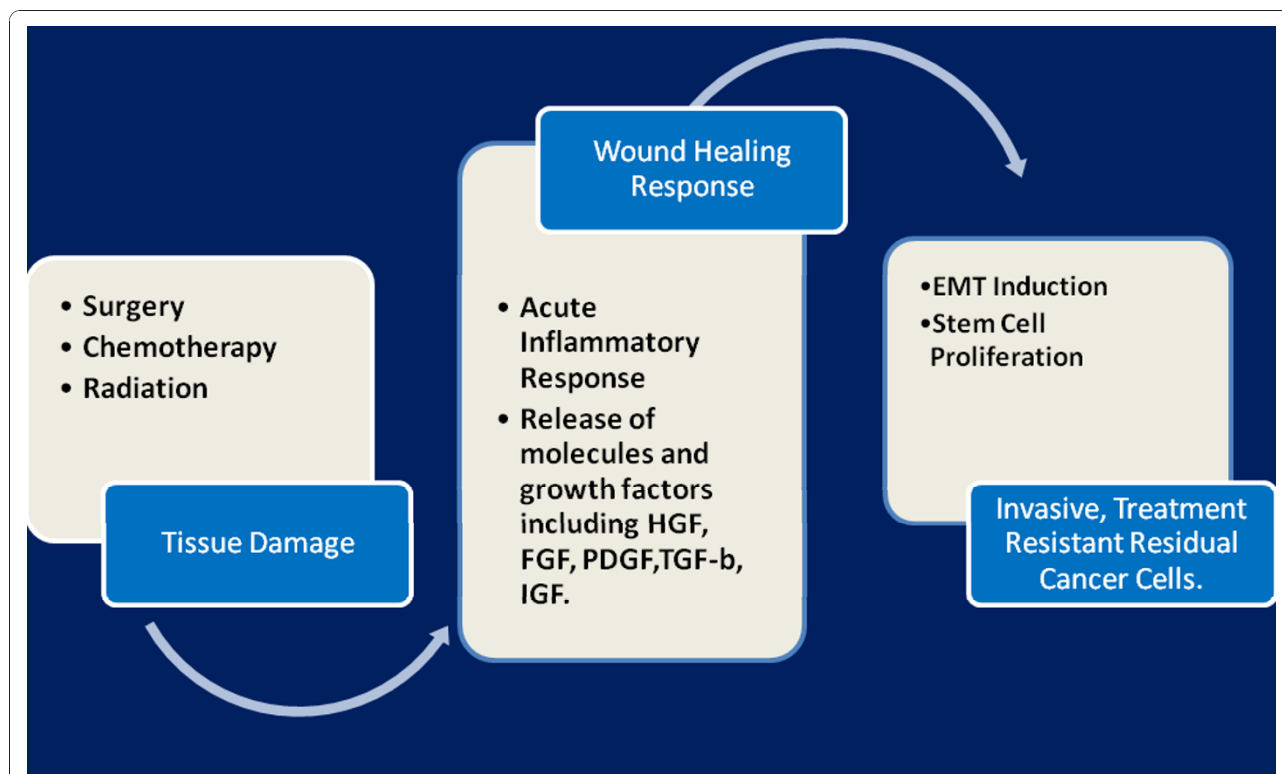 • Surgery
• Chemotherapy
• Radiation
Tissue Damage
Wound Healing
Response
• Acute
Inflammatory
Response
• Release of
molecules and
growth factors
including HGF,
FGF, PDGF,TGF-b,
IGF.
•EMT Induction
•Stem Cell
Proliferation
Invasive, Treatment
Resistant Residual
Cancer Cells.